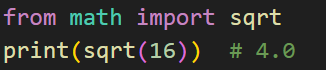 from math import sqrt
print(sqrt(16))  # 4.0